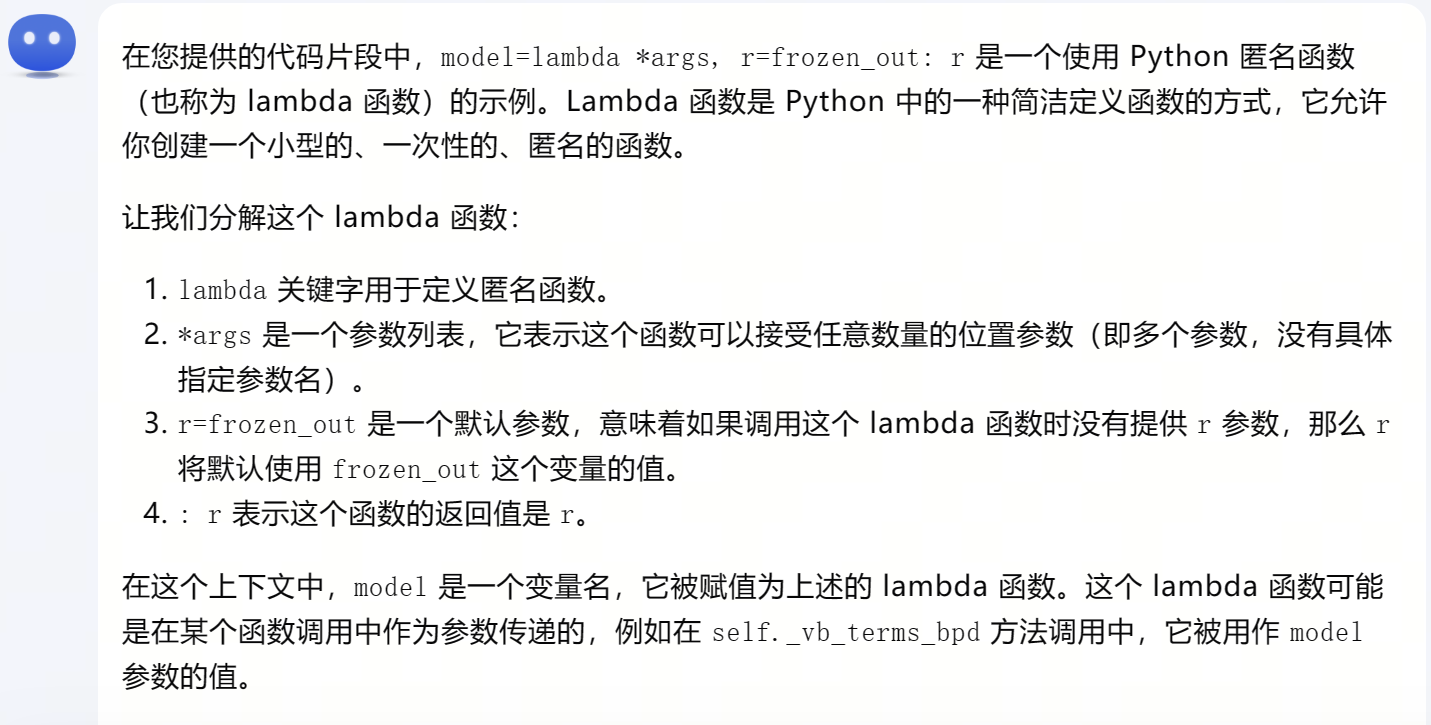 在您提供的代码片段中，model=lambda *args, r=frozen_out: r 是一个使用 Python 匿名函数
（也称为 lambda 函数）的示例。Lambda 函数是 Python 中的一种简洁定义函数的方式，它允许
你创建一个小型的、一次性的、匿名的函数。
让我们分解这个 lambda 函数：
1. lambda 关键字用于定义匿名函数。
2. *args 是一个参数列表，它表示这个函数可以接受任意数量的位置参数（即多个参数，没有具体
指定参数名）。
3. r=frozen_out 是一个默认参数，意味着如果调用这个 lambda 函数时没有提供 r 参数，那么 r
将默认使用 frozen_out 这个变量的值。
4. : r 表示这个函数的返回值是 r。
在这个上下文中，model 是一个变量名，它被赋值为上述的 lambda 函数。这个 lambda 函数可能
是在某个函数调用中作为参数传递的，例如在 self._vb_terms_bpd 方法调用中，它被用作 model
参数的值。